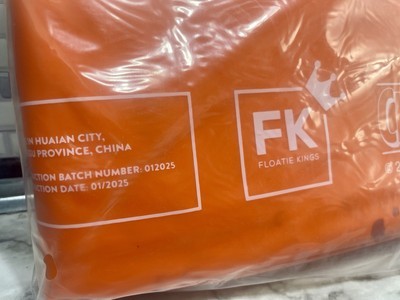 HUAIAN CITY,
PROVINCE, CHINA
BATCH NUMBER: 012025
DATE: 01/2025
FK
FLOATIE KINGS